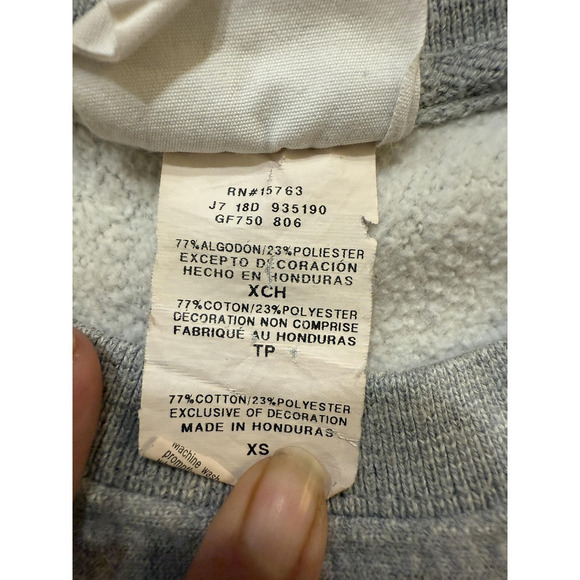 RN#15763
J7 18D 935190
GF750 806
77%ALGODÓN/23%POLIESTER
EXCEPTO DECORACIÓN
HECHO EN HONDURAS
XCH
77%COTON/23%POLYESTER
DÉCORATION NON COMPRISE
FABRIQUÉ AU HONDURAS
TP
77%COTTON/23%POLYESTER
EXCLUSIVE OF DECORATION
MADE IN HONDURAS
XS
machine wash